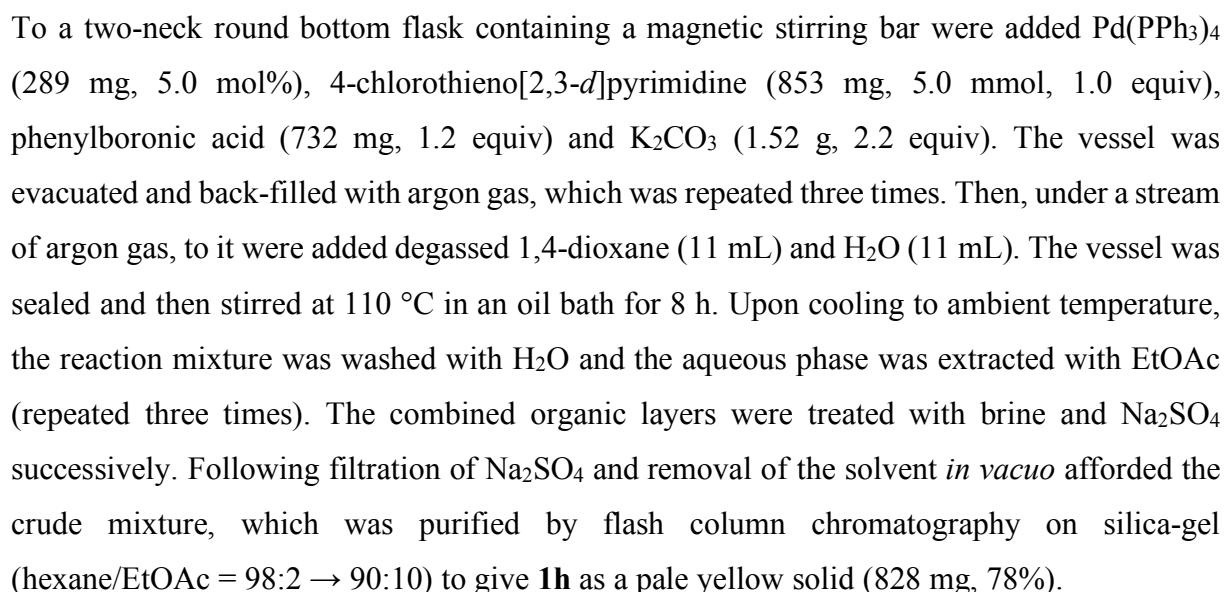 To a two-neck round bottom flask containing a magnetic stirring bar were added Pd(PPh₃)₄
(289 mg, 5.0 mol%), 4-chlorothieno[2,3-d]pyrimidine (853 mg, 5.0 mmol, 1.0 equiv),
phenylboronic acid (732 mg, 1.2 equiv) and K₂CO₃ (1.52 g, 2.2 equiv). The vessel was
evacuated and back-filled with argon gas, which was repeated three times. Then, under a stream
of argon gas, to it were added degassed 1,4-dioxane (11 mL) and H₂O (11 mL). The vessel was
sealed and then stirred at 110 °C in an oil bath for 8 h. Upon cooling to ambient temperature,
the reaction mixture was washed with H₂O and the aqueous phase was extracted with EtOAc
(repeated three times). The combined organic layers were treated with brine and Na₂SO₄
successively. Following filtration of Na₂SO₄ and removal of the solvent in vacuo afforded the
crude mixture, which was purified by flash column chromatography on silica-gel
(hexane/EtOAc = 98:2 → 90:10) to give 1h as a pale yellow solid (828 mg, 78%).